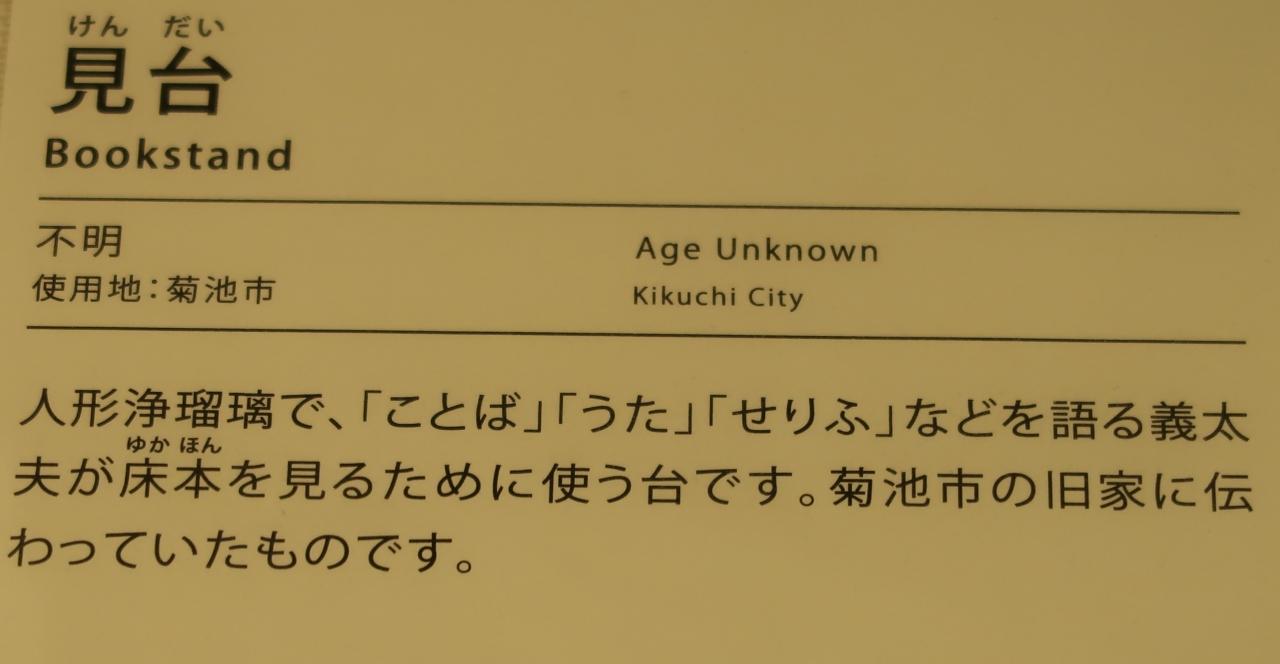 けん だい
見台
Bookstand
不明 Age Unknown
使用地：菊池市 Kikuchi City
人形浄瑠璃で、「ことば」「うた」「せりふ」などを語る義太
ゆか ほん
夫が床本を見るために使う台です。菊池市の旧家に伝
わっていたものです。